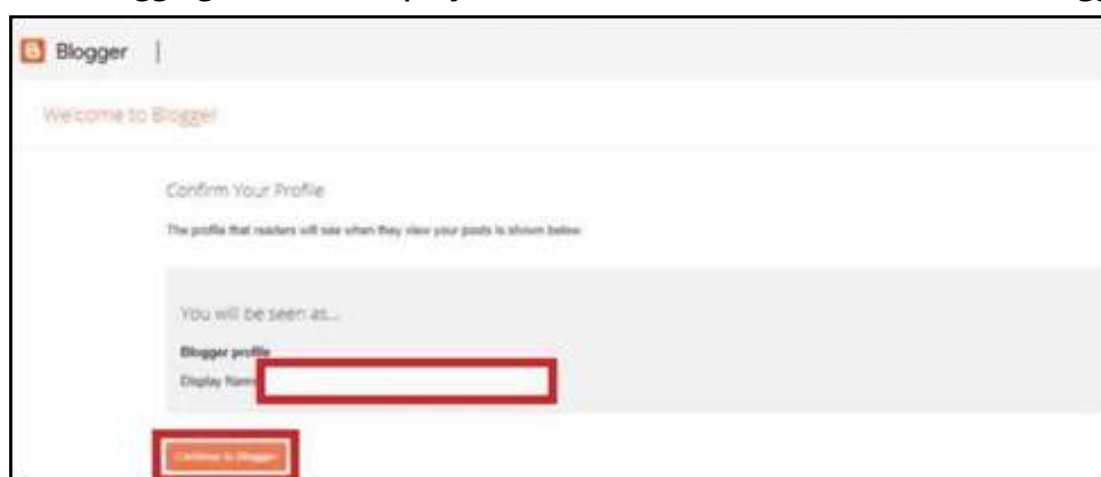 Blogger |
Welcome to Blogger
Confirm Your Profile
The profile that readers will see when they view your posts is shown below
You will be seen as...
Blogger profile
Display Name
Continue to Blogger